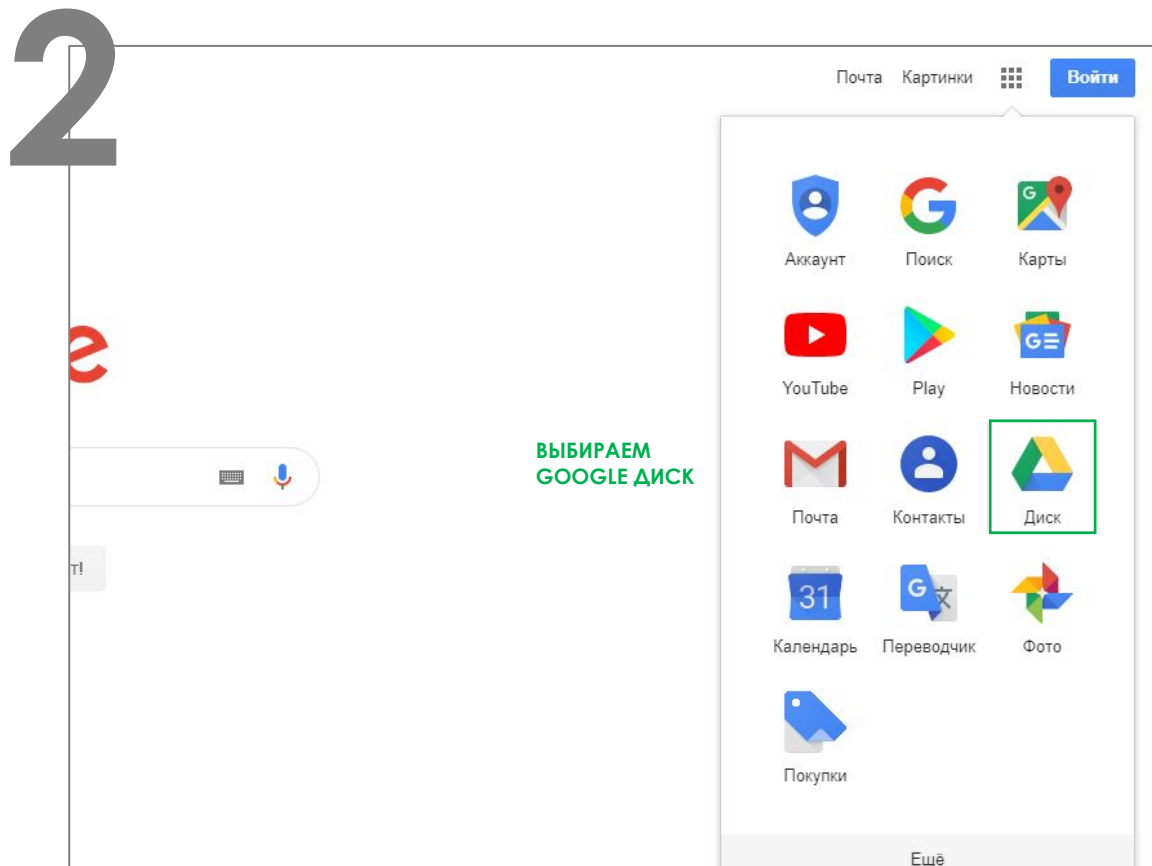 2
Почта Картинки Войти
Аккаунт Поиск Карты
G
YouTube Play Новости
G
e
ВЫБИРАЕМ
GOOGLE ДИСК
Почта Контакты Диск
т!
31 G 文
Календарь Переводчик Фото
Покупки
Ещё